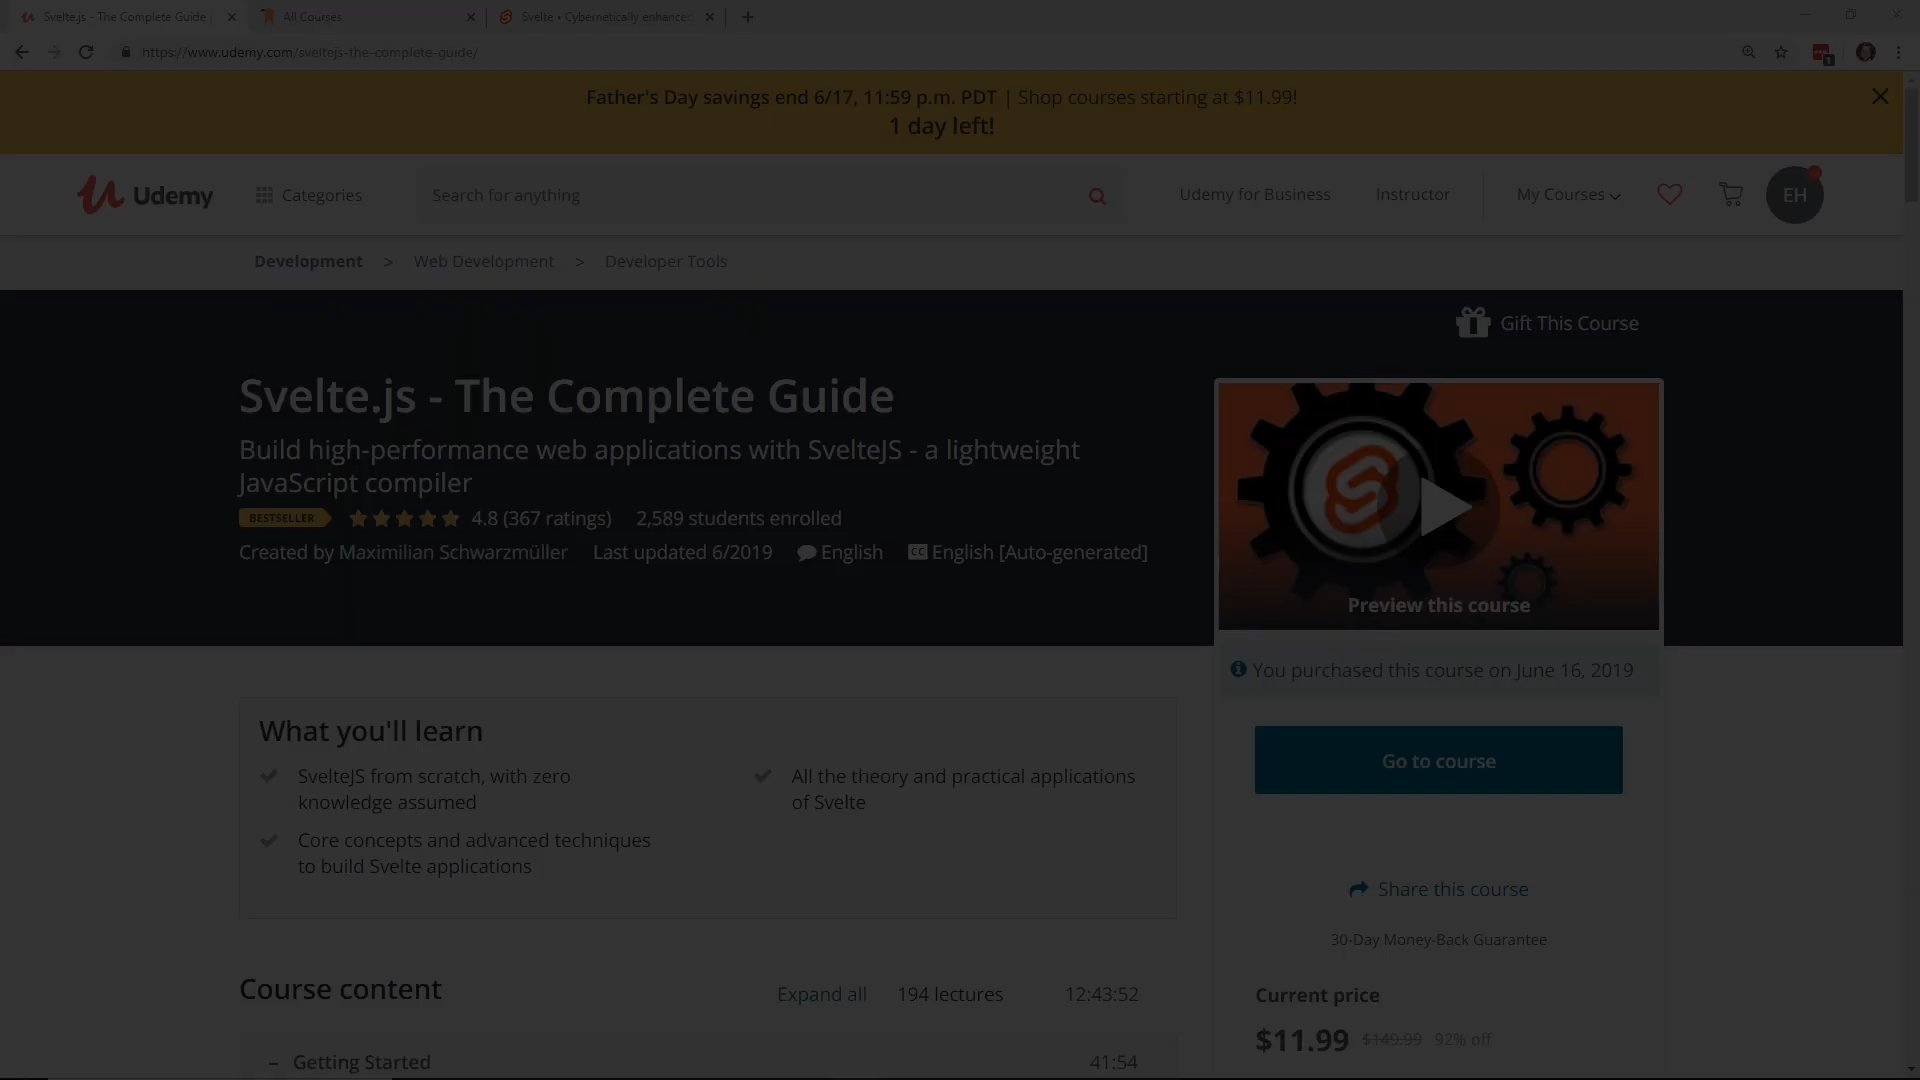 Svelte.js - The Complete Guide
All Courses
Svelte • Cybernetically enhance
https://www.udemy.com/sveltejs-the-complete-guide/
1
Father's Day savings end 6/17, 11:59 p.m. PDT | Shop courses starting at $11.99!
1 day left!
Udemy
Categories
Search for anything
Udemy for Business
Instructor
My Courses
EH
Development > Web Development > Developer Tools
Gift This Course
Svelte.js - The Complete Guide
Build high-performance web applications with SvelteJS - a lightweight
JavaScript compiler
BESTSELLER 4.8 (367 ratings) 2,589 students enrolled
Created by Maximilian Schwarzmüller Last updated 6/2019 English CC English [Auto-generated]
Preview this course
You purchased this course on June 16, 2019
Go to course
Share this course
30-Day Money-Back Guarantee
Current price
$11.99 $149.99 92% off
What you'll learn
SvelteJS from scratch, with zero
knowledge assumed
All the theory and practical applications
of Svelte
Core concepts and advanced techniques
to build Svelte applications
Course content
Expand all 194 lectures 12:43:52
– Getting Started 41:54